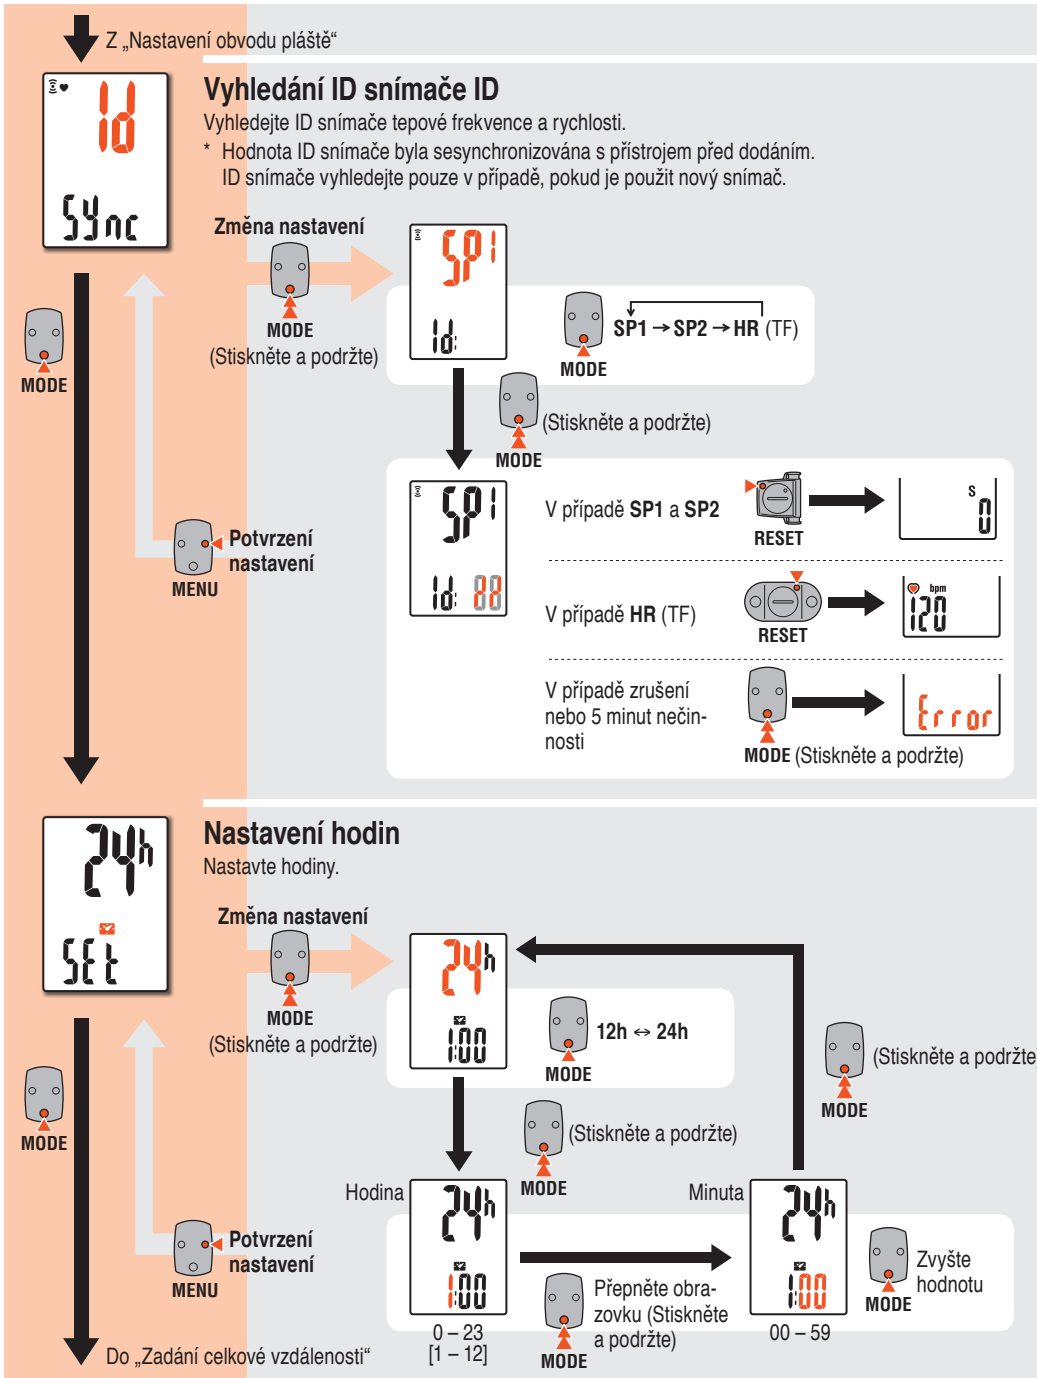 Z „Nastavení obvodu pláště“
Id
SYnc
Vyhledání ID snímače ID
Vyhledejte ID snímače tepové frekvence a rychlosti.
* Hodnota ID snímače byla sesynchronizována s přístrojem před dodáním.
ID snímače vyhledejte pouze v případě, pokud je použit nový snímač.
Změna nastavení
MODE
(Stiskněte a podržte)
SP1
Id:
SP1 → SP2 → HR (TF)
MODE
MODE
(Stiskněte a podržte)
MODE
SP1
Id:
V případě SP1 a SP2
RESET
S
0
Potvrzení
nastavení
MENU
V případě HR (TF)
RESET
bpm
120
V případě zrušení
nebo 5 minut nečin-
nosti
MODE (Stiskněte a podržte)
Error
24h
SEt
Nastavení hodin
Nastavte hodiny.
Změna nastavení
MODE
(Stiskněte a podržte)
24h
1:00
12h ↔ 24h
MODE
(Stiskněte a podržte)
MODE
MODE
(Stiskněte a podržte)
MODE
Hodina
24h
1:00
0 – 23
[1 – 12]
Přepněte obra-
zovku (Stiskněte
a podržte)
MODE
Minuta
24h
1:00
00 – 59
Zvyšte
hodnotu
MODE
Potvrzení
nastavení
MENU
Do „Zadání celkové vzdálenosti“